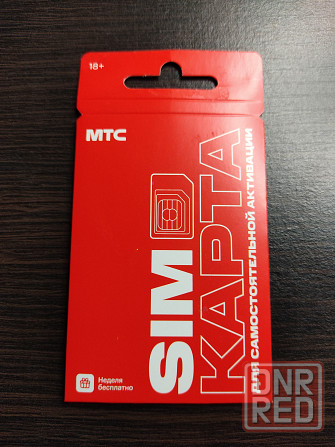 18+
МТС
SIM
КАРТА
ДЛЯ САМОСТОЯТЕЛЬНОЙ АКТИВАЦИИ
Неделя
бесплатно
DNR
RED